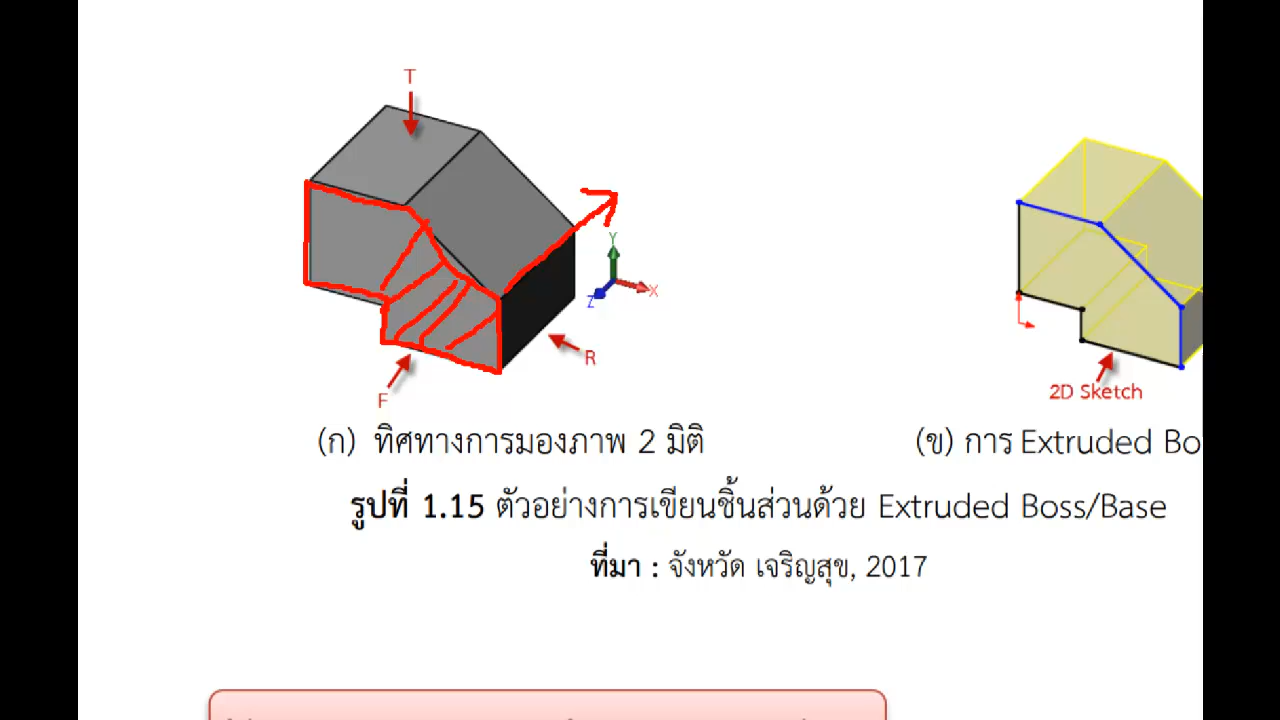 T
Y
X
Z
R
F
2D Sketch
(ก) ทิศทางการมองภาพ 2 มิติ
(ข) การ Extruded Bo
รูปที่ 1.15 ตัวอย่างการเขียนชิ้นส่วนด้วย Extruded Boss/Base
ที่มา : จังหวัด เจริญสุข, 2017